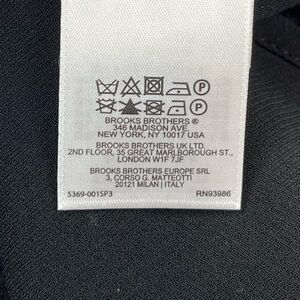 BROOKS BROTHERS ®
346 MADISON AVE.
NEW YORK, NY 10017 USA
BROOKS BROTHERS UK LTD.
2ND FLOOR, 35 GREAT MARLBOROUGH ST.,
LONDON W1F 7JF
BROOKS BROTHERS EUROPE SRL
3, CORSO G. MATTEOTTI
20121 MILAN | ITALY
5369-001SP3 RN93986